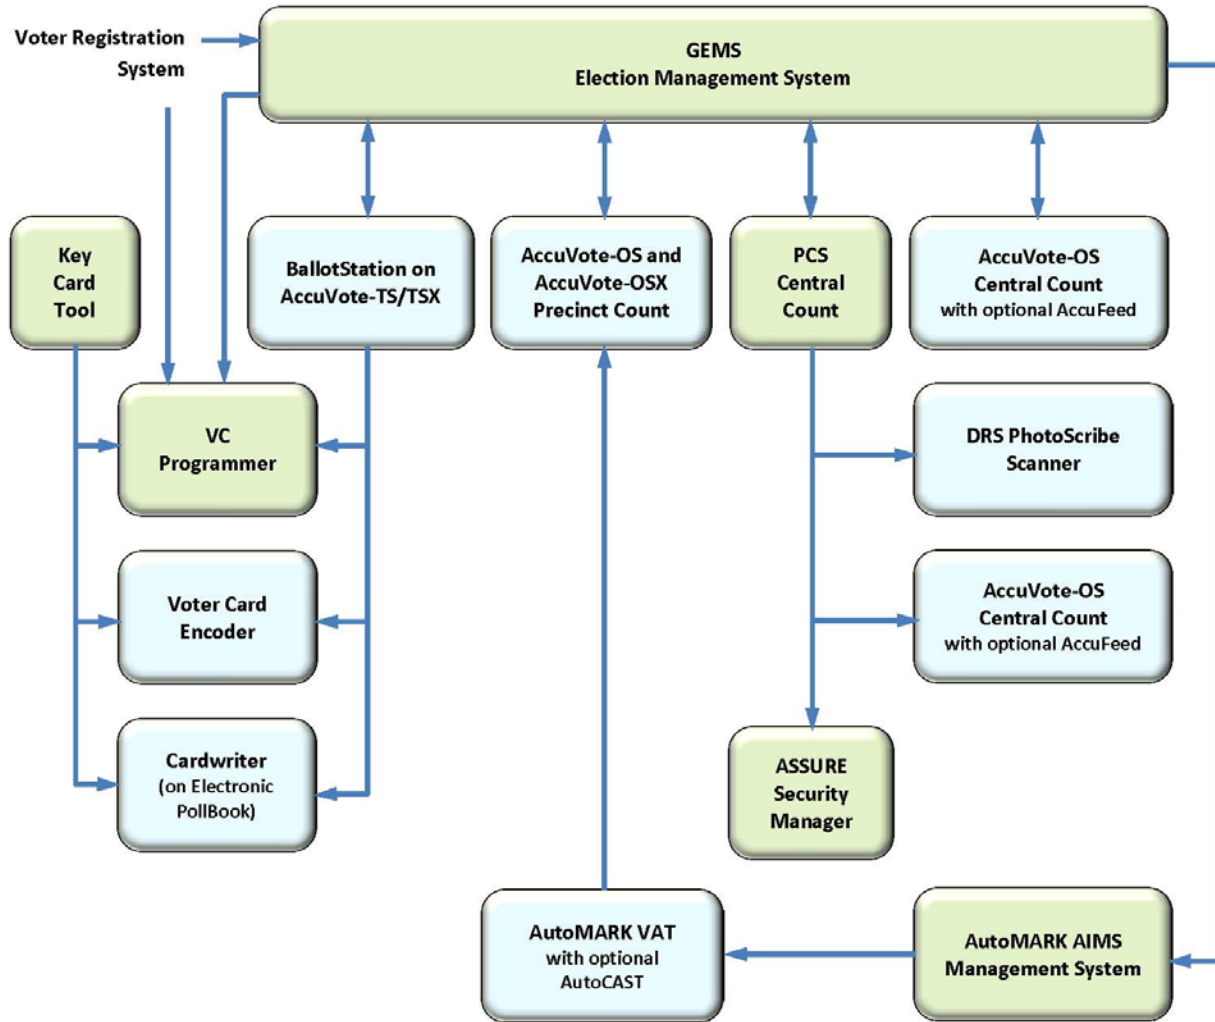 Voter Registration
System
GEMS
Election Management System
Key
Card
Tool
BallotStation on
AccuVote-TS/TSX
AccuVote-OS and
AccuVote-OSX
Precinct Count
PCS
Central
Count
AccuVote-OS
Central Count
with optional AccuFeed
VC
Programmer
DRS PhotoScribe
Scanner
Voter Card
Encoder
AccuVote-OS
Central Count
with optional AccuFeed
Cardwriter
(on Electronic
PollBook)
ASSURE
Security
Manager
AutoMARK VAT
with optional
AutoCAST
AutoMARK AIMS
Management System